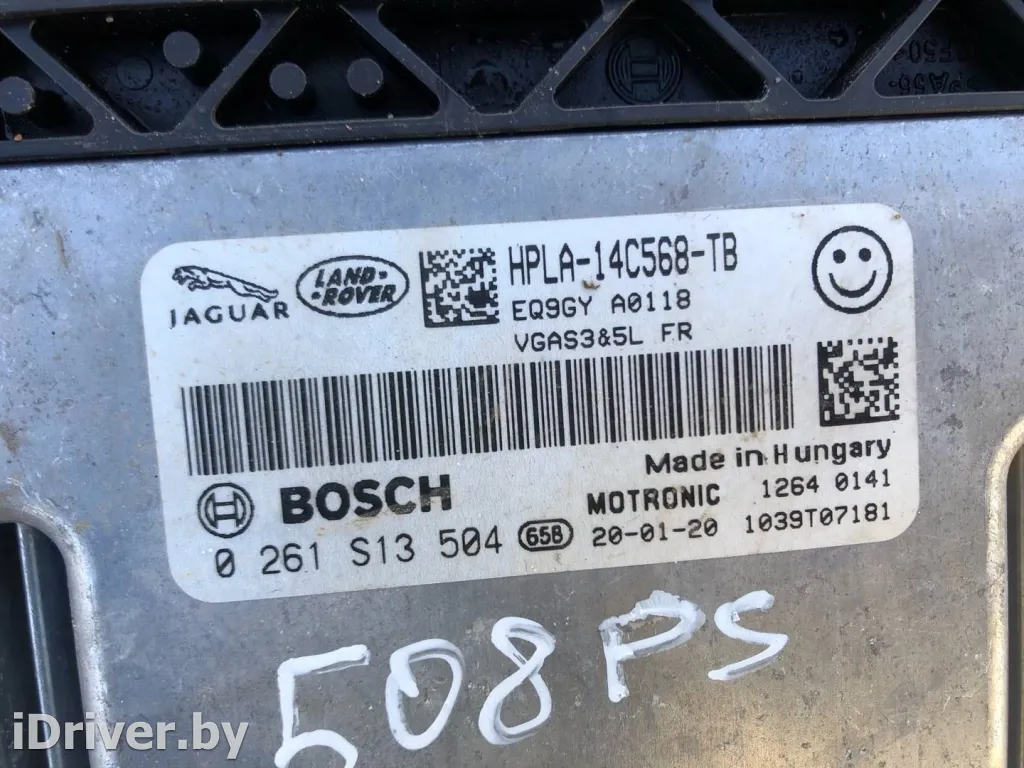 JAGUAR
LAND-
-ROVER
HPLA-14C568-TB
EQ9GY A0118
VGAS3&5L FR
Made in Hungary
BOSCH
MOTRONIC 1264 0141
0 261 S13 504 658 20-01-20 1039T07181
508PS
iDriver.by